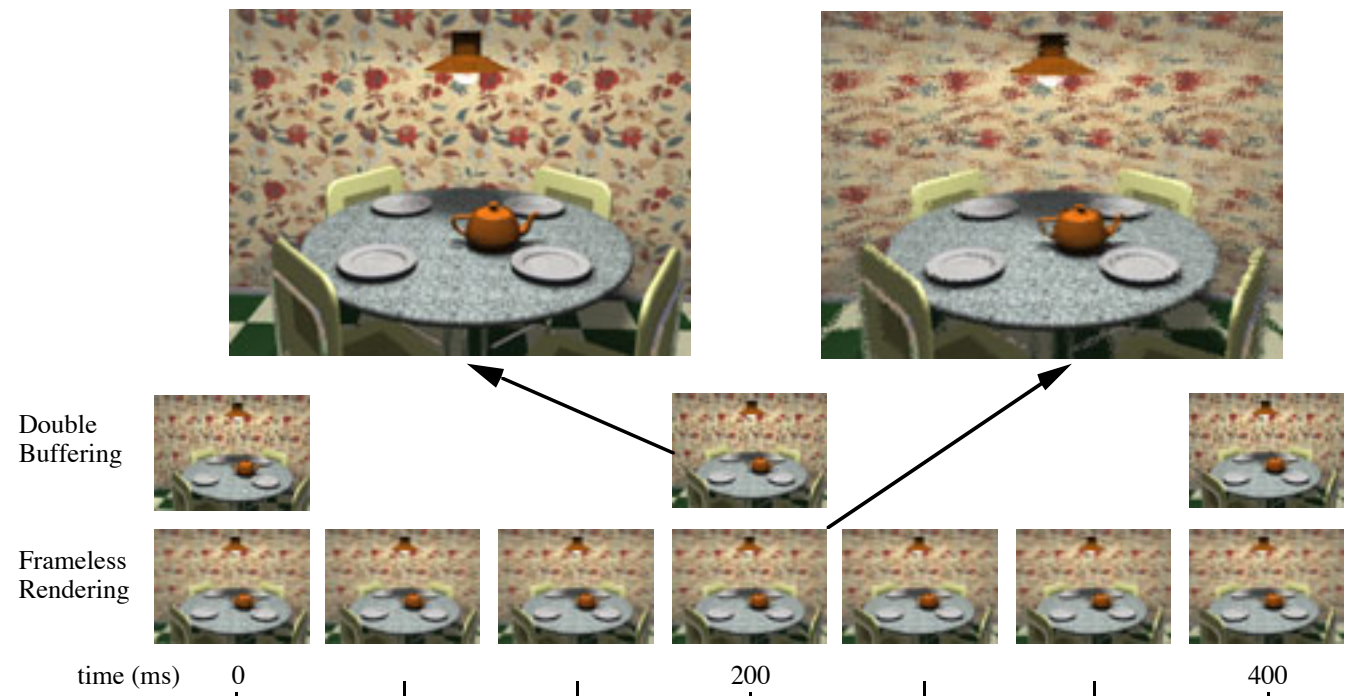 Double
Buffering
Frameless
Rendering
time (ms) 0 200 400